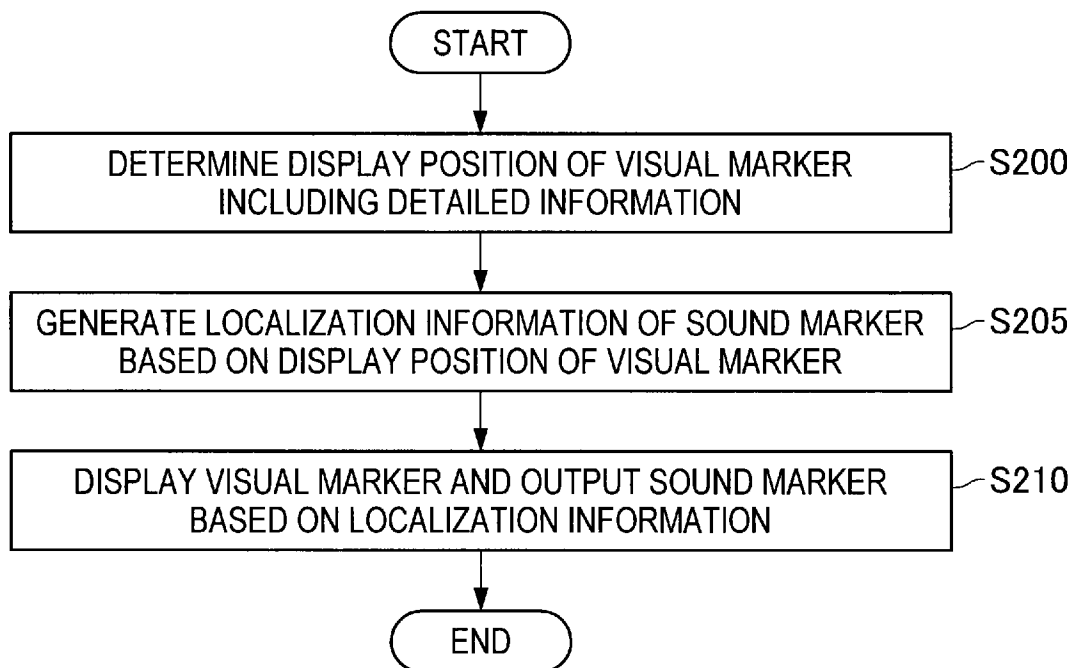 START
DETERMINE DISPLAY POSITION OF VISUAL MARKER
INCLUDING DETAILED INFORMATION
S200
GENERATE LOCALIZATION INFORMATION OF SOUND MARKER
BASED ON DISPLAY POSITION OF VISUAL MARKER
S205
DISPLAY VISUAL MARKER AND OUTPUT SOUND MARKER
BASED ON LOCALIZATION INFORMATION
S210
END